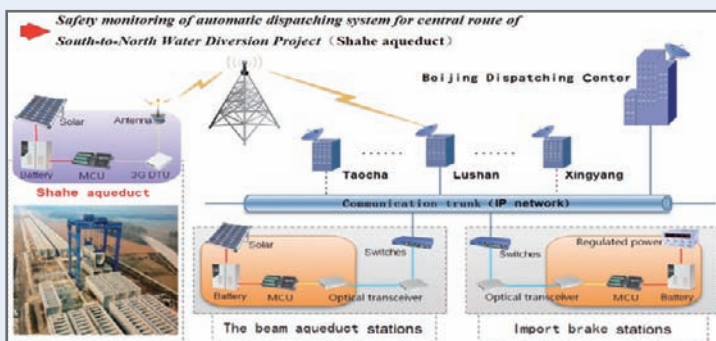 Safety monitoring of automatic dispatching system for central route of
South-to-North Water Diversion Project (Shahe aqueduct)
Beijing Dispatching Center
Solar
Antenna
Battery
MCU
3G DTU
Shahe aqueduct
Taocha
Lushan
Xingyang
Communication trunk (IP network)
Solar
Switches
Battery
MCU
Optical transceiver
The beam aqueduct stations
Regulated power
Switches
Optical transceiver
MCU
Battery
Import brake stations